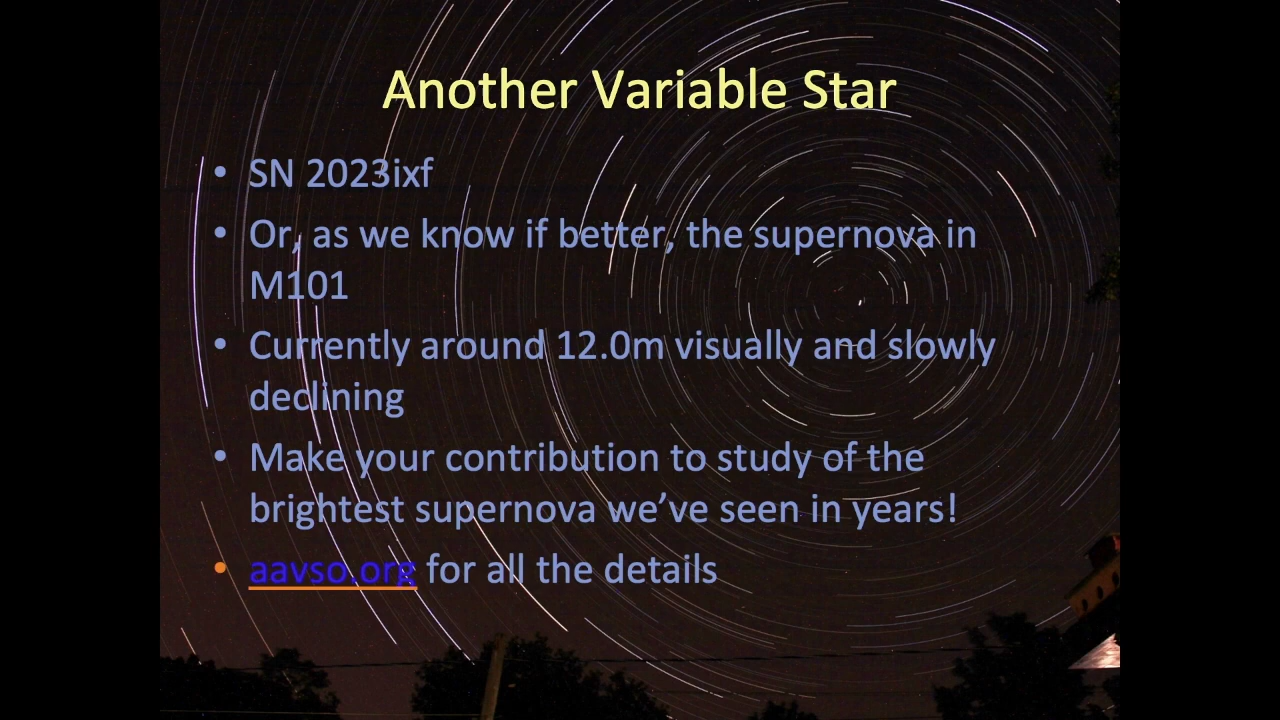 Another Variable Star
• SN 2023ixf
• Or, as we know if better, the supernova in
M101
• Currently around 12.0m visually and slowly
declining
• Make your contribution to study of the
brightest supernova we’ve seen in years!
• aavso.org for all the details